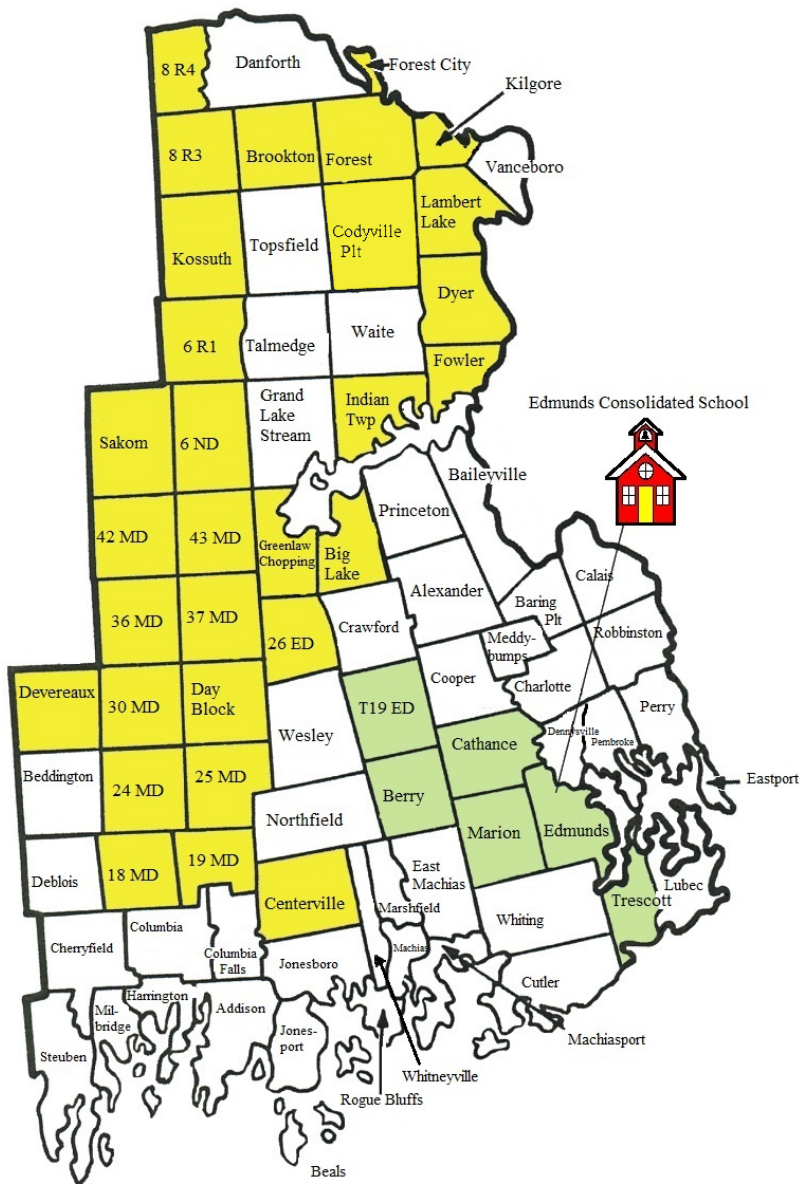 8 R4
Danforth
Forest City
Kilgore
8 R3
Brookton
Forest
Vanceboro
Lambert
Lake
Kossuth
Topsfield
Codyville
Plt
Dyer
6 R1
Talmedge
Waite
Fowler
Sakom
6 ND
Grand
Lake
Stream
Indian
Twp
Edmunds Consolidated School
Baileyville
Princeton
42 MD
43 MD
Greenlaw
Chopping
Big
Lake
Alexander
Calais
Baring
Plt
36 MD
37 MD
26 ED
Crawford
Meddy-
bumps
Robbinston
Cooper
Charlotte
Devereaux
30 MD
Day
Block
T19 ED
Perry
Wesley
Cathance
Dennysville
Pembroke
Beddington
24 MD
25 MD
Berry
Eastport
Northfield
Marion
Edmunds
Deblois
18 MD
19 MD
Centerville
East
Machias
Marshfield
Trescott
Lubec
Whiting
Cherryfield
Columbia
Columbia
Falls
Jonesboro
Machias
Cutler
Harrington
Mil-
bridge
Addison
Jones-
port
Steuben
Machiasport
Whitneyville
Rogue Bluffs
Beals